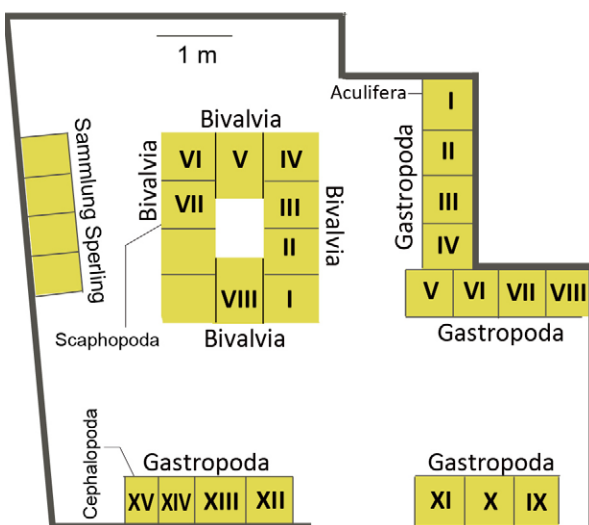 1 m
Aculifera
I
II
III
IV
Gastropoda
V VI VII VIII
Gastropoda
Bivalvia
VI V IV
VII III
II
VIII I
Bivalvia
Bivalvia
Bivalvia
Scaphopoda
Sammlung Sperling
Cephalopoda
Gastropoda
XV XIV XIII XII
Gastropoda
XI X IX